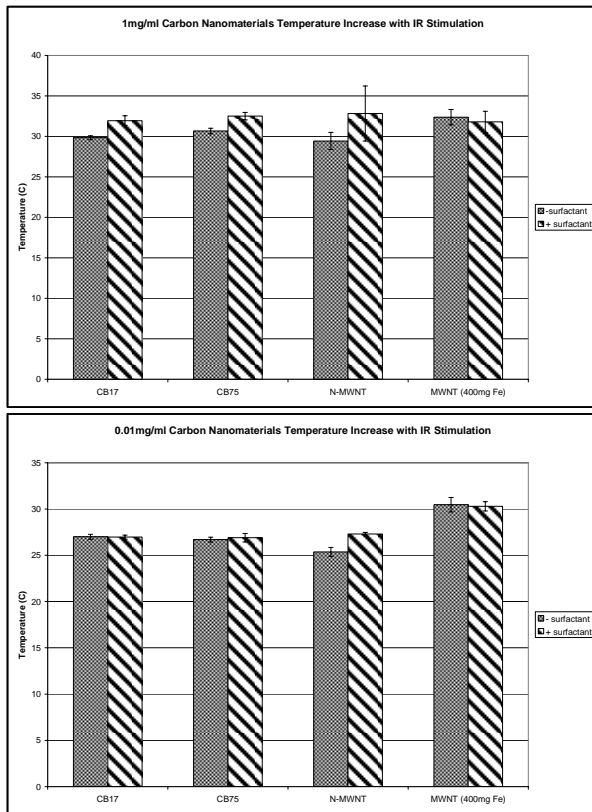 1mg/ml Carbon Nanomaterials Temperature Increase with IR Stimulation
40
35
30
25
20
15
10
5
0
Temperature (C)
CB17
CB75
N-MWNT
MWNT (400mg Fe)
-surfactant
+ surfactant
0.01mg/ml Carbon Nanomaterials Temperature Increase with IR Stimulation
35
30
25
20
15
10
5
0
Temperature (C)
CB17
CB75
N-MWNT
MWNT (400mg Fe)
- surfactant
+ surfactant